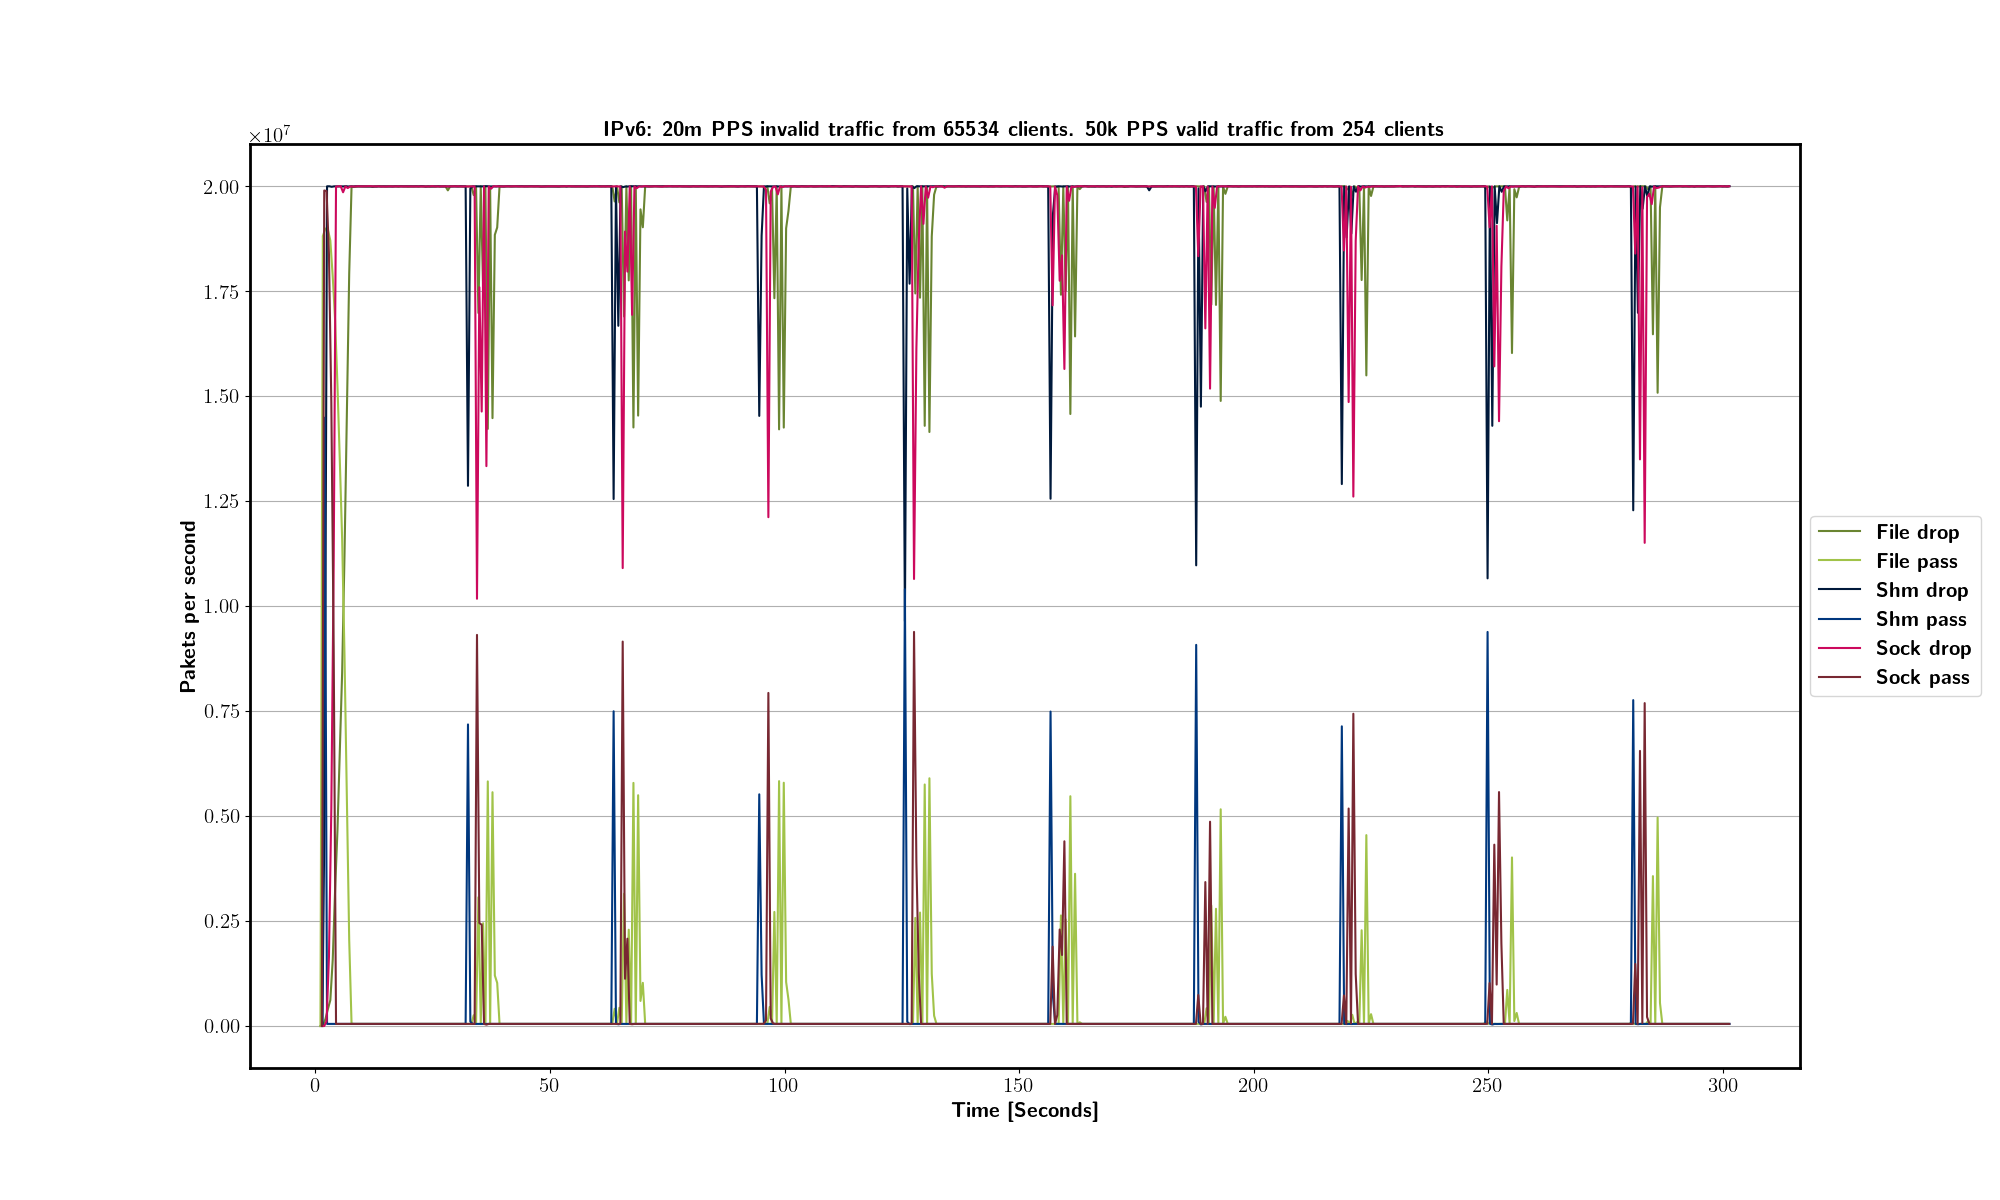 IPv6: 20m PPS invalid traffic from 65534 clients. 50k PPS valid traffic from 254 clients
×10⁷
2.00
1.75
1.50
1.25
1.00
0.75
0.50
0.25
0.00
Pakets per second
0 50 100 150 200 250 300
Time [Seconds]
File drop
File pass
Shm drop
Shm pass
Sock drop
Sock pass